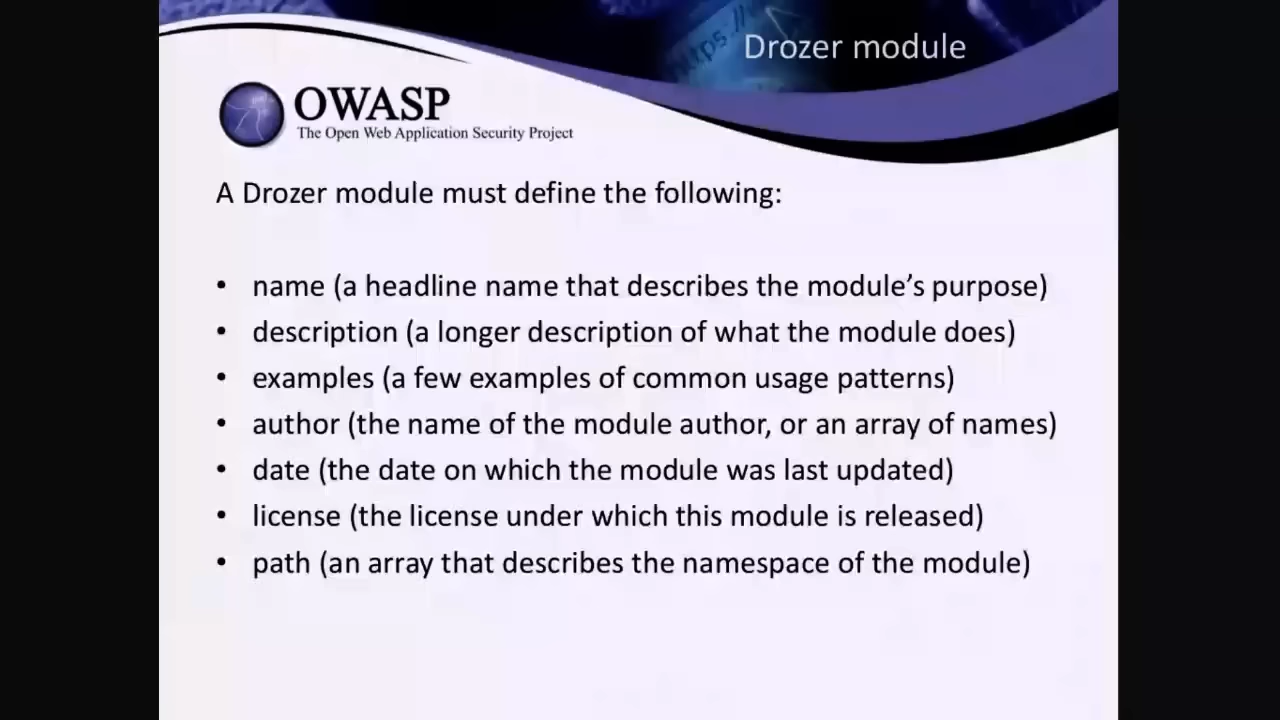 https://
Drozer module
OWASP
The Open Web Application Security Project
A Drozer module must define the following:
• name (a headline name that describes the module’s purpose)
• description (a longer description of what the module does)
• examples (a few examples of common usage patterns)
• author (the name of the module author, or an array of names)
• date (the date on which the module was last updated)
• license (the license under which this module is released)
• path (an array that describes the namespace of the module)